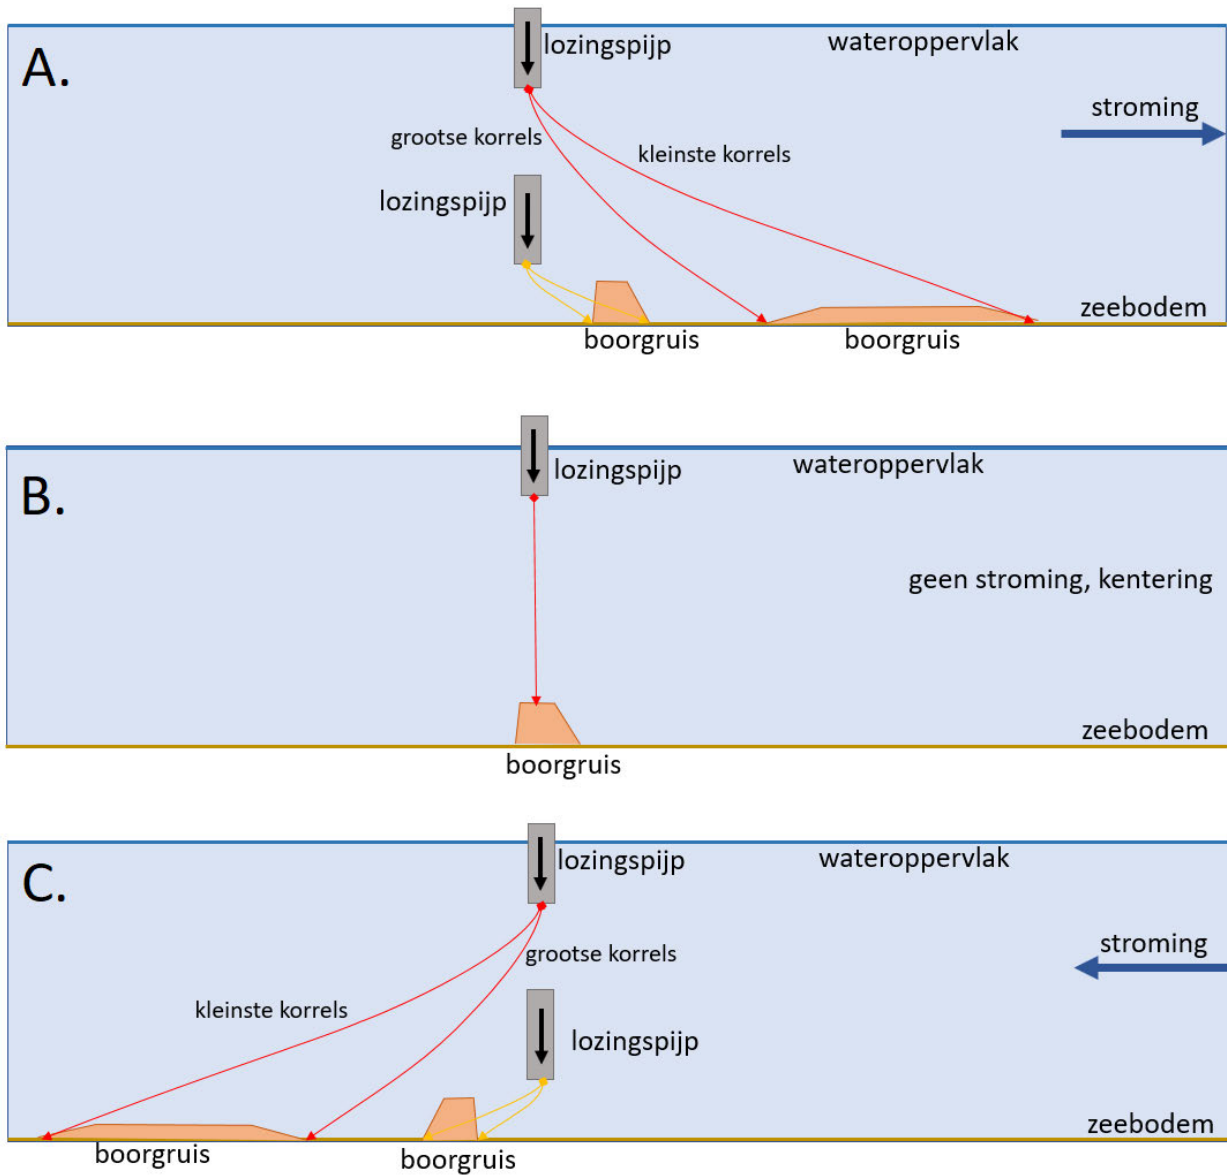 A.
lozingspijp
wateroppervlak
stroming
grootse korrels
kleinste korrels
lozingspijp
zeebodem
boorgruis
boorgruis
B.
lozingspijp
wateroppervlak
geen stroming, kentering
zeebodem
boorgruis
C.
lozingspijp
wateroppervlak
stroming
grootse korrels
kleinste korrels
lozingspijp
zeebodem
boorgruis
boorgruis